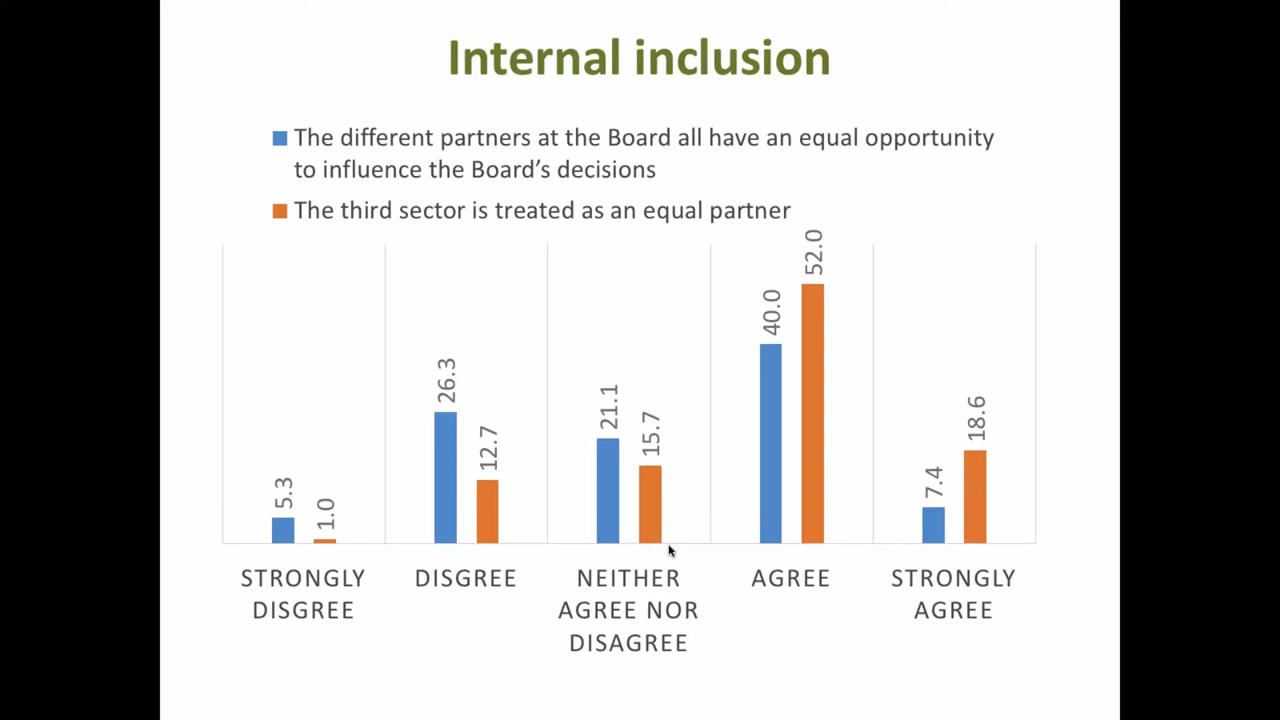 Internal inclusion
The different partners at the Board all have an equal opportunity
to influence the Board’s decisions
The third sector is treated as an equal partner
5.3
1.0
26.3
12.7
21.1
15.7
40.0
52.0
7.4
18.6
STRONGLY
DISGREE
DISGREE
NEITHER
AGREE NOR
DISAGREE
AGREE
STRONGLY
AGREE